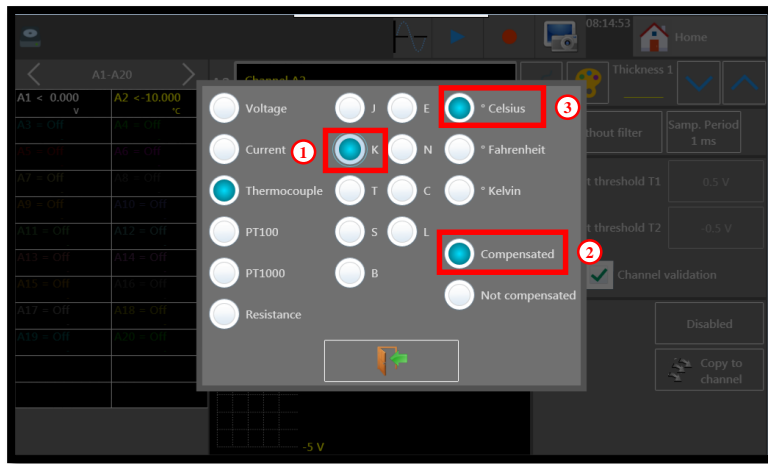 08:14:53
Home
A1-A20
Channel A2
Thickness 1
A1 < 0.000
V
A2 <-10.000
°C
A3 = Off
A4 = Off
A6 = Off
A7 = Off
A8 = Off
A9 = Off
A10 = Off
A11 = Off
A12 = Off
A13 = Off
A14 = Off
A15 = Off
A16 = Off
A17 = Off
A18 = Off
A19 = Off
A20 = Off
Voltage
J
E
° Celsius
3
Current
1
K
N
° Fahrenheit
Thermocouple
T
C
° Kelvin
PT100
S
L
Compensated
2
PT1000
B
Not compensated
Resistance
thout filter
Samp. Period
1 ms
t threshold T1
0.5 V
t threshold T2
-0.5 V
Channel validation
Disabled
Copy to
channel
-5 V